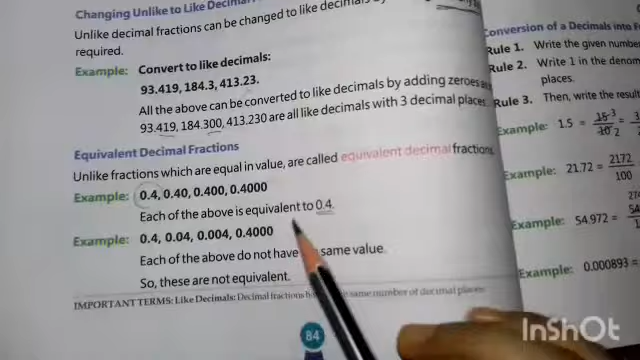 Changing Unlike to Like Decimal
Unlike decimal fractions can be changed to like decimals
required.
Example: Convert to like decimals:
93.419, 184.3, 413.23.
All the above can be converted to like decimals by adding zeroes
93.419, 184.300, 413.230 are all like decimals with 3 decimal places.
Equivalent Decimal Fractions
Unlike fractions which are equal in value, are called equivalent decimal fractions.
Example: 0.4, 0.40, 0.400, 0.4000
Each of the above is equivalent to 0.4.
Example: 0.4, 0.04, 0.004, 0.4000
Each of the above do not have same value.
So, these are not equivalent.
IMPORTANT TERMS: Like Decimals: Decimal fractions same number of decimal places
84
Conversion of a Decimals into
Rule 1. Write the given number
Rule 2. Write 1 in the denom
places.
Rule 3. Then, write the result
Example: 1.5 = 15 3 / 10 2 = 3
Example: 21.72 = 2172 / 100
Example: 54.972 = 54
Example: 0.000893 =
InShOt